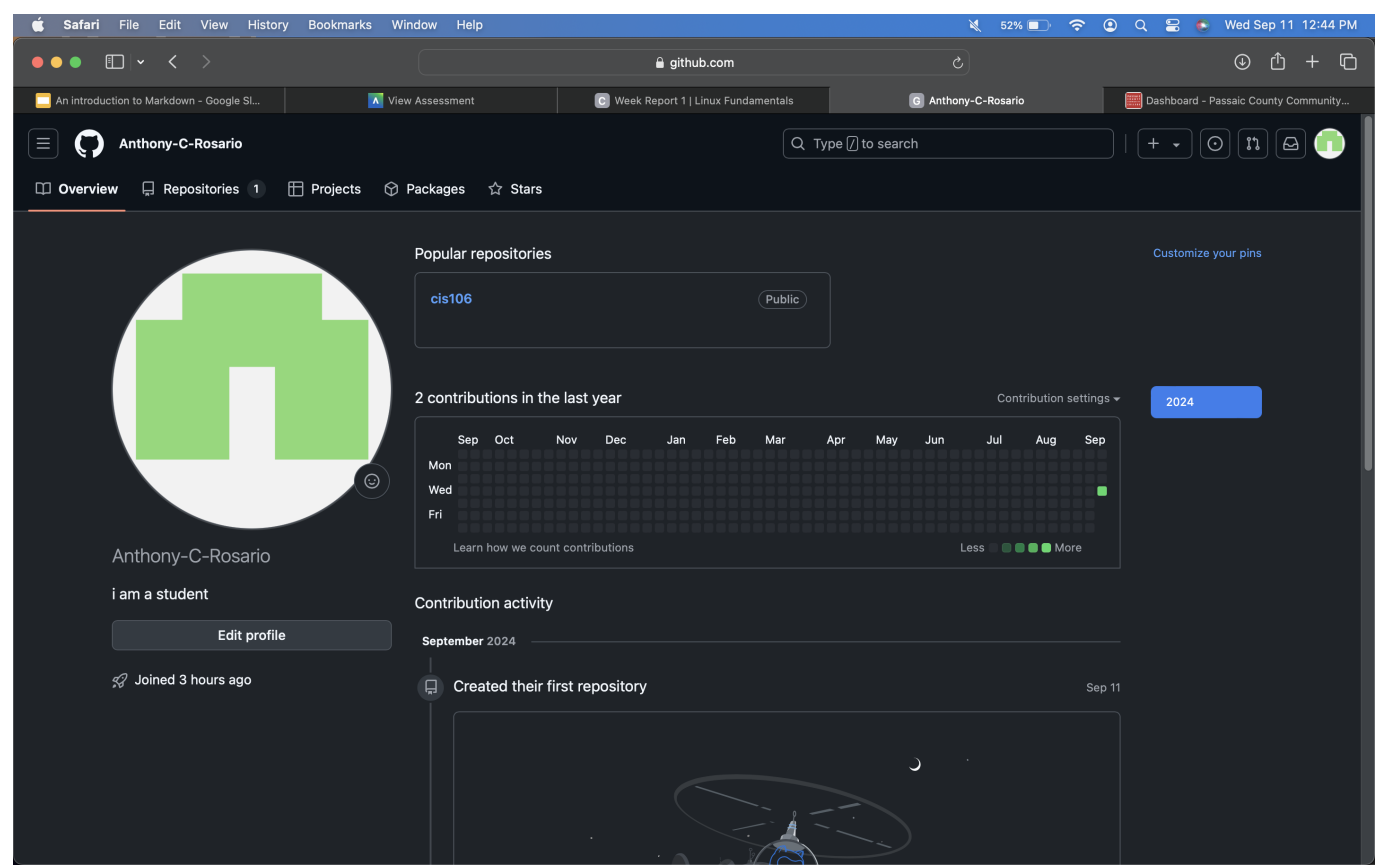 Safari File Edit View History Bookmarks Window Help 52% Wed Sep 11 12:44 PM
github.com
An introduction to Markdown - Google Sl... View Assessment C Week Report 1 | Linux Fundamentals G Anthony-C-Rosario Dashboard - Passaic County Community...
Anthony-C-Rosario Type / to search
Overview Repositories 1 Projects Packages Stars
Popular repositories Customize your pins
cis106 Public
2 contributions in the last year Contribution settings 2024
Sep Oct Nov Dec Jan Feb Mar Apr May Jun Jul Aug Sep
Mon
Wed
Fri
Learn how we count contributions Less More
Anthony-C-Rosario
i am a student
Edit profile
Joined 3 hours ago
Contribution activity
September 2024
Created their first repository Sep 11